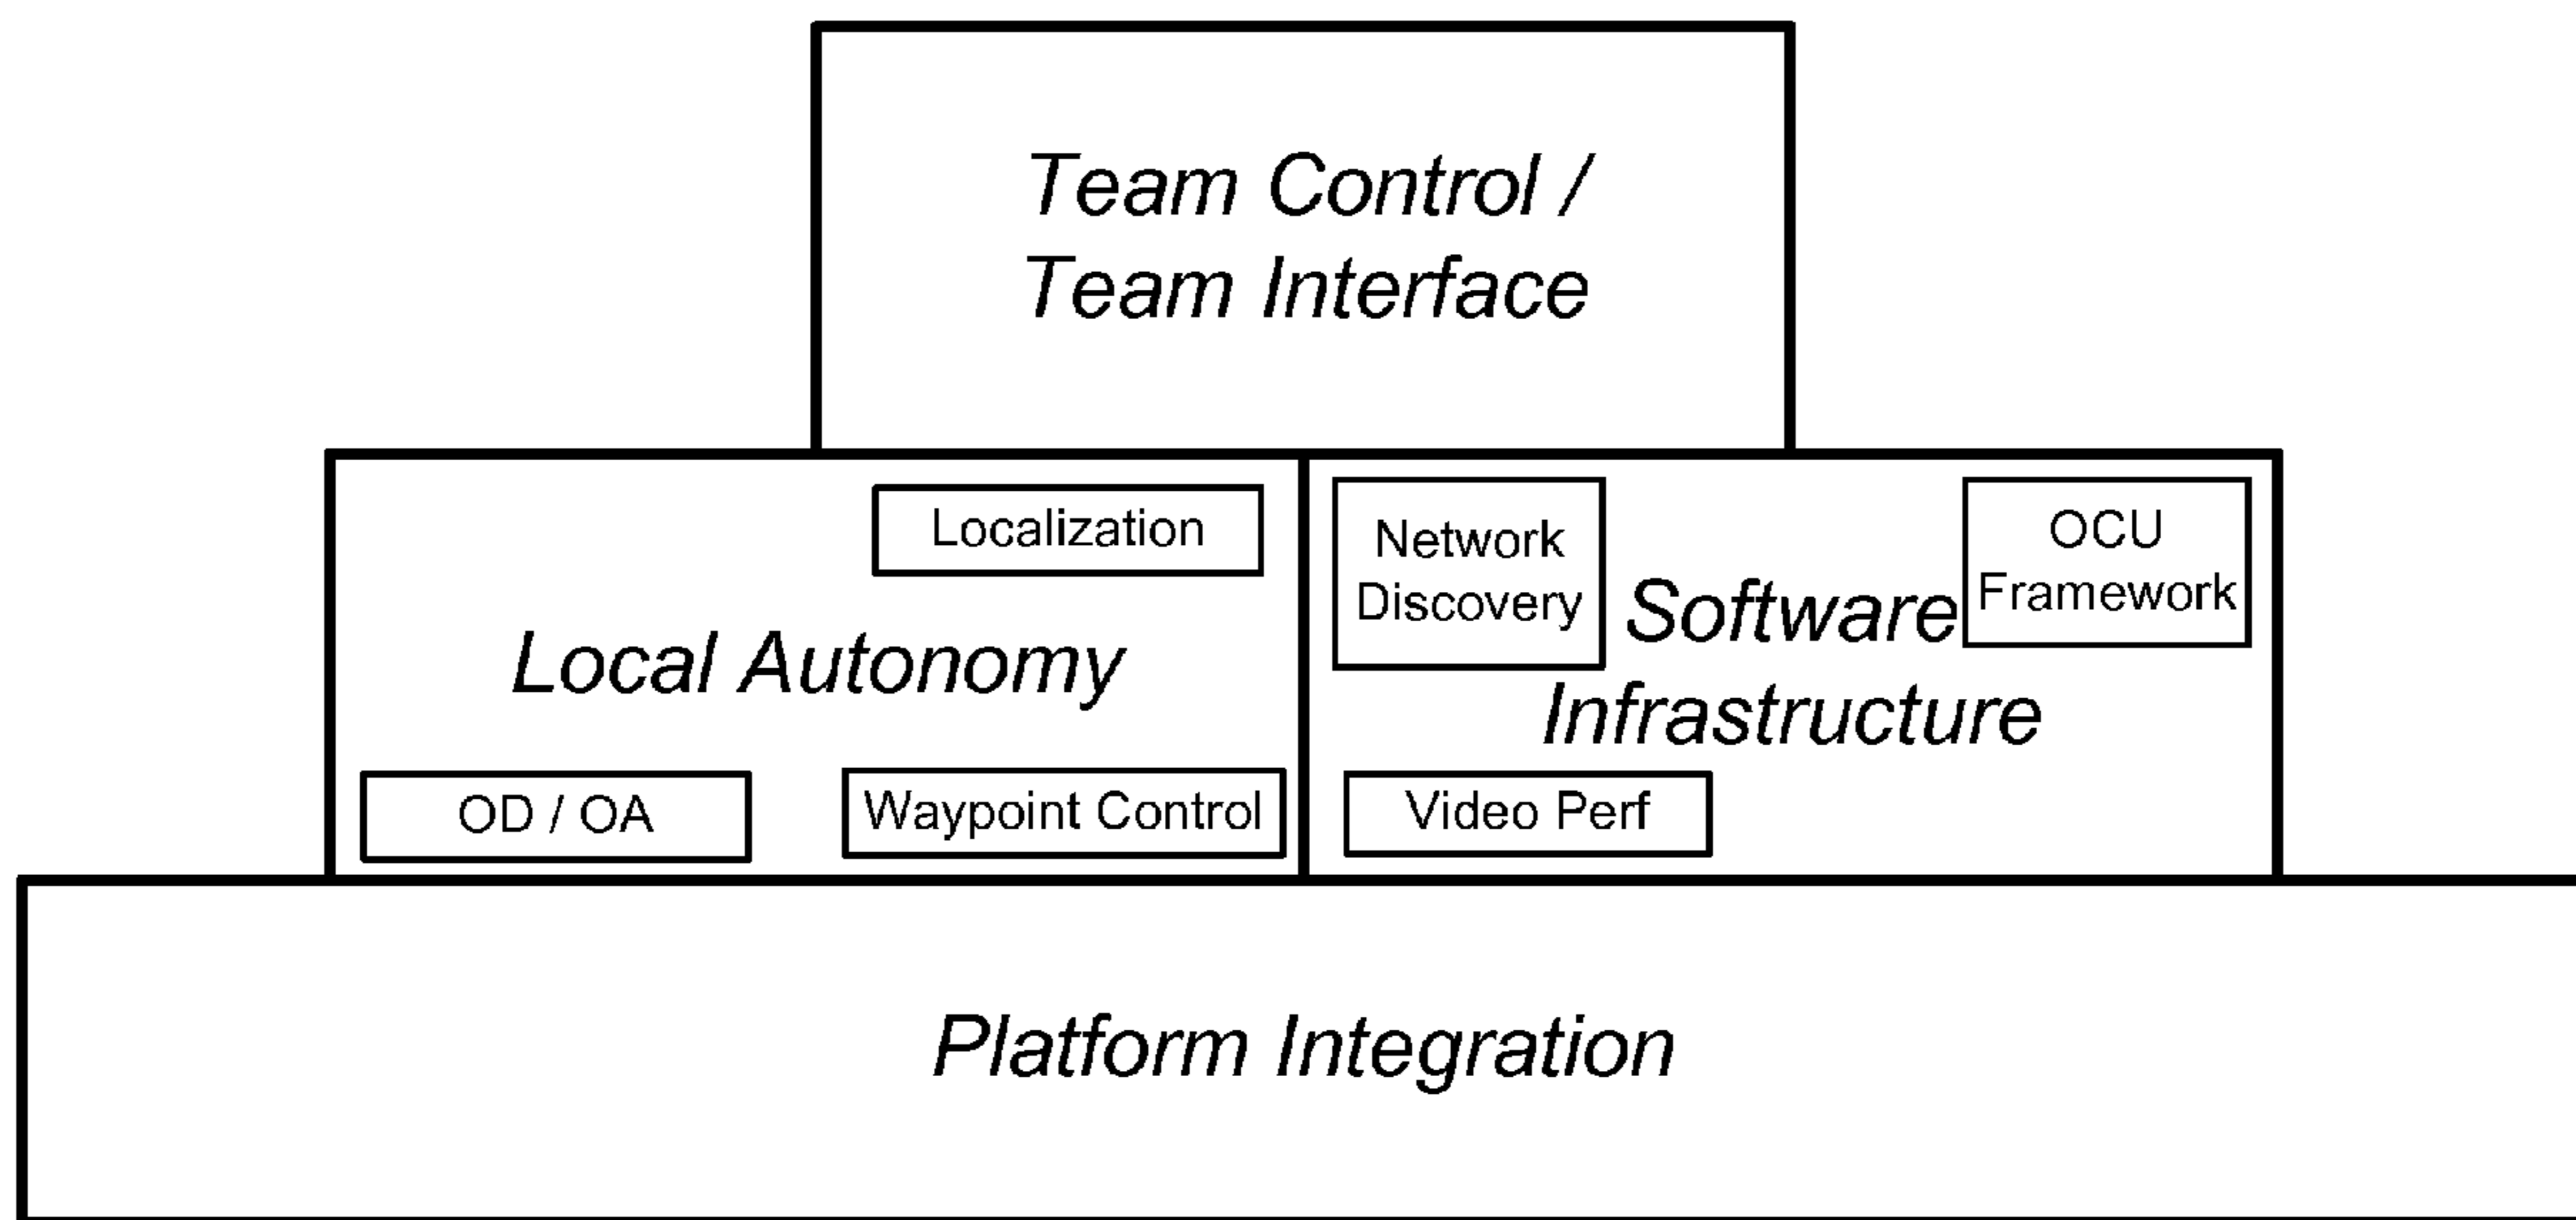 Team Control /
Team Interface
Localization
Local Autonomy
OD / OA
Waypoint Control
Network
Discovery
OCU
Framework
Software
Infrastructure
Video Perf
Platform Integration